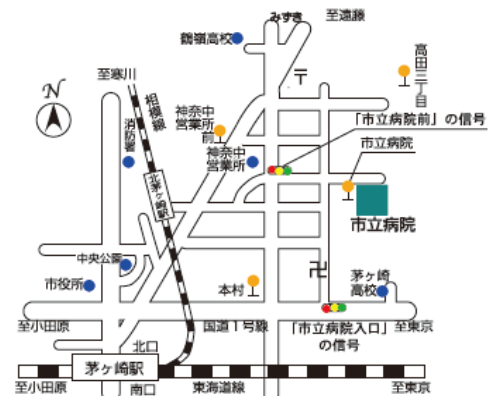 みずき
至遠藤
鶴嶺高校
〒
至寒川
高田三丁目
N
相模線
神奈中
営業所
前
「市立病院前」の信号
消防署
神奈中
営業所
市立病院
北茅ヶ崎駅
市立病院
中央公園
卍
茅ヶ崎
高校
市役所
本村
至小田原
国道1号線
「市立病院入口」
の信号
至東京
北口
茅ヶ崎駅
至小田原
南口
東海道線
至東京